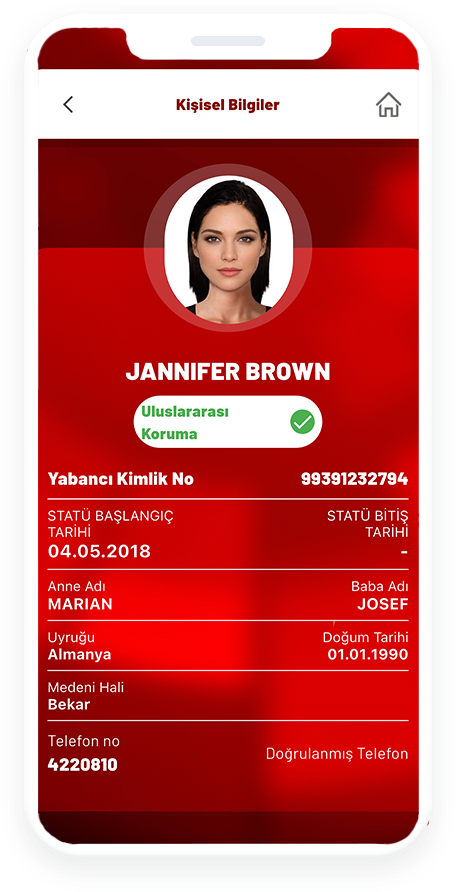 Kişisel Bilgiler
JANNIFER BROWN
Uluslararası
Koruma
Yabancı Kimlik No 99391232794
STATÜ BAŞLANGIÇ STATÜ BİTİŞ
TARİHİ TARİHİ
04.05.2018 -
Anne Adı Baba Adı
MARIAN JOSEF
Uyruğu Doğum Tarihi
Almanya 01.01.1990
Medeni Hali
Bekar
Telefon no
4220810
Doğrulanmış Telefon